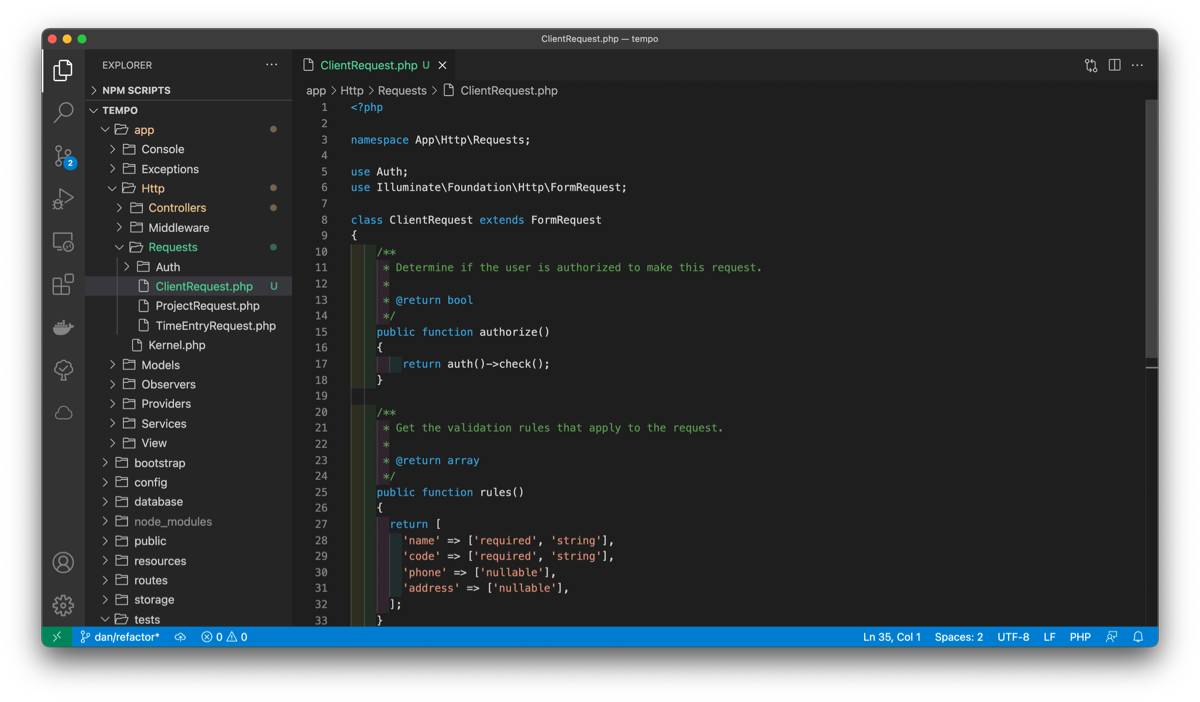 ClientRequest.php — tempo
EXPLORER
NPM SCRIPTS
TEMPO
app
Console
Exceptions
Http
Controllers
Middleware
Requests
Auth
ClientRequest.php U
ProjectRequest.php
TimeEntryRequest.php
Kernel.php
Models
Observers
Providers
Services
View
bootstrap
config
database
node_modules
public
resources
routes
storage
tests
2
ClientRequest.php U
app > Http > Requests > ClientRequest.php
1 <?php
2
3 namespace App\Http\Requests;
4
5 use Auth;
6 use Illuminate\Foundation\Http\FormRequest;
7
8 class ClientRequest extends FormRequest
9 {
10 /**
11 * Determine if the user is authorized to make this request.
12 *
13 * @return bool
14 */
15 public function authorize()
16 {
17 return auth()->check();
18 }
19
20 /**
21 * Get the validation rules that apply to the request.
22 *
23 * @return array
24 */
25 public function rules()
26 {
27 return [
28 'name' => ['required', 'string'],
29 'code' => ['required', 'string'],
30 'phone' => ['nullable'],
31 'address' => ['nullable'],
32 ];
33 }
dan/refactor* 0 0 Ln 35, Col 1 Spaces: 2 UTF-8 LF PHP